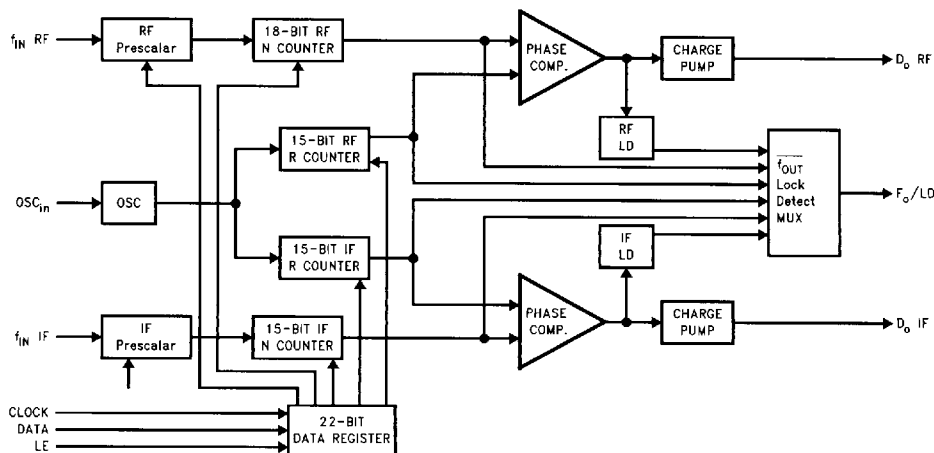 f_IN RF
RF
Prescalar
18-BIT RF
N COUNTER
PHASE
COMP.
CHARGE
PUMP
D_o RF
15-BIT RF
R COUNTER
RF
LD
OSC_in
OSC
f_OUT
Lock
Detect
MUX
F_o/LD
15-BIT IF
R COUNTER
IF
LD
f_IN IF
IF
Prescalar
15-BIT IF
N COUNTER
PHASE
COMP.
CHARGE
PUMP
D_o IF
CLOCK
DATA
LE
22-BIT
DATA REGISTER